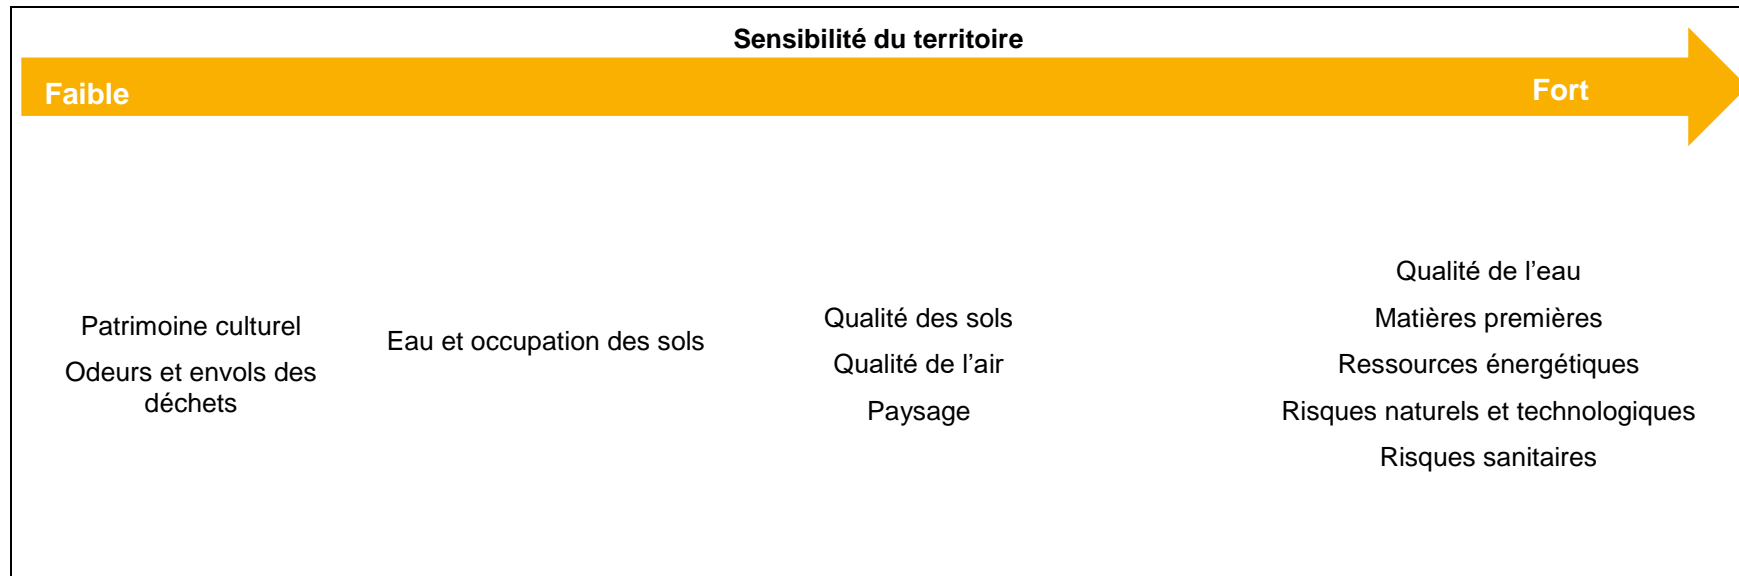 Sensibilité du territoire
Faible
Fort
Patrimoine culturel
Odeurs et envols des
déchets
Eau et occupation des sols
Qualité des sols
Qualité de l’air
Paysage
Qualité de l’eau
Matières premières
Ressources énergétiques
Risques naturels et technologiques
Risques sanitaires